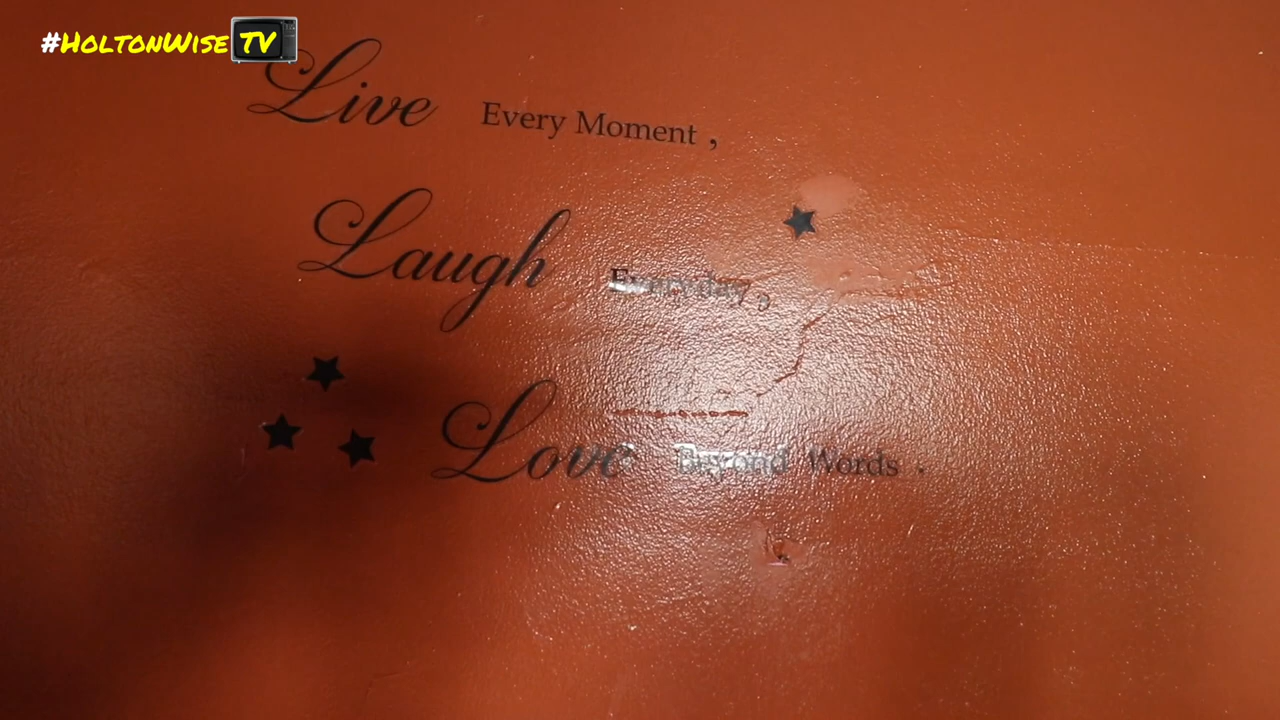 #HOLTONWISE TV
Live Every Moment ,
Laugh Everyday ,
Love Beyond Words .